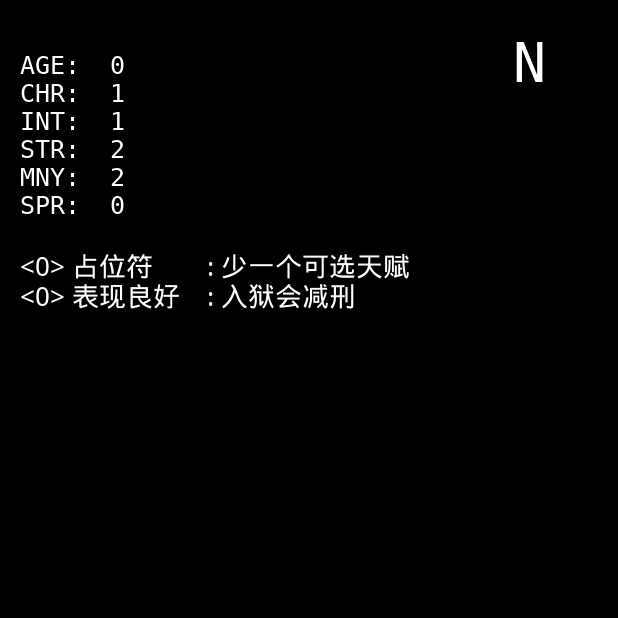 N
AGE: 0
CHR: 1
INT: 1
STR: 2
MNY: 2
SPR: 0
<O> 占位符 : 少一个可选天赋
<O> 表现良好 : 入狱会减刑